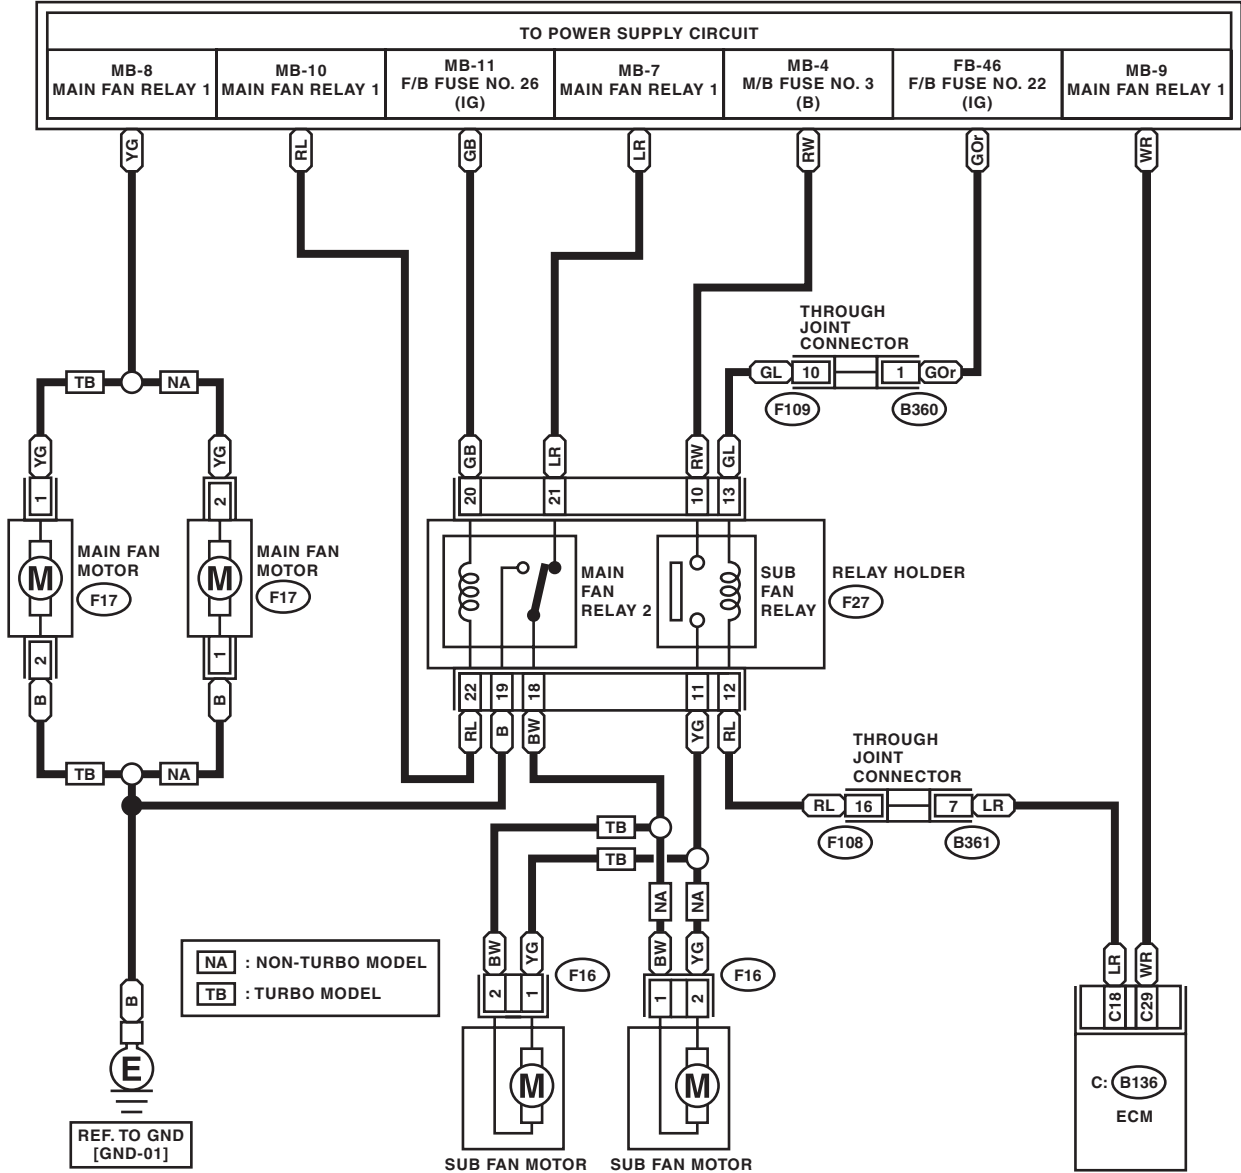 TO POWER SUPPLY CIRCUIT
MB-8
MAIN FAN RELAY 1
MB-10
MAIN FAN RELAY 1
MB-11
F/B FUSE NO. 26
(IG)
MB-7
MAIN FAN RELAY 1
MB-4
M/B FUSE NO. 3
(B)
FB-46
F/B FUSE NO. 22
(IG)
MB-9
MAIN FAN RELAY 1
YG
RL
GB
LR
RW
GOr
WR
THROUGH
JOINT
CONNECTOR
GL
10
1
GOr
F109
B360
TB
NA
YG
YG
GB
LR
RW
GL
1
2
20
21
10
13
M
MAIN FAN
MOTOR
F17
M
MAIN FAN
MOTOR
F17
MAIN
FAN
RELAY 2
SUB
FAN
RELAY
RELAY HOLDER
F27
2
1
22
19
18
11
12
B
B
RL
B
BW
YG
RL
TB
NA
THROUGH
JOINT
CONNECTOR
RL
16
7
LR
F108
B361
TB
TB
NA
NA
NA : NON-TURBO MODEL
TB : TURBO MODEL
BW
YG
F16
BW
YG
F16
LR
WR
2
1
1
2
C18
C29
B
E
REF. TO GND
[GND-01]
M
M
SUB FAN MOTOR
SUB FAN MOTOR
C: B136
ECM